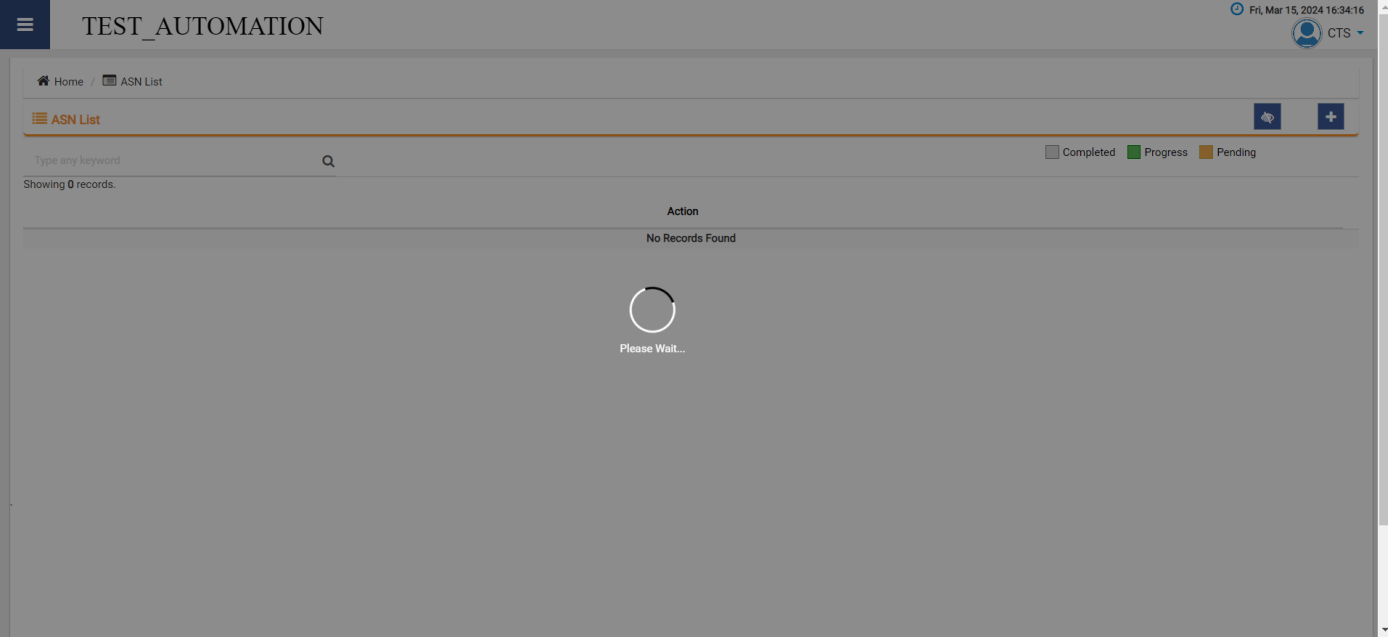 TEST_AUTOMATION
Fri, Mar 15, 2024 16:34:16
CTS
Home / ASN List
ASN List
Type any keyword
Completed Progress Pending
Showing 0 records.
Action
No Records Found
Please Wait...